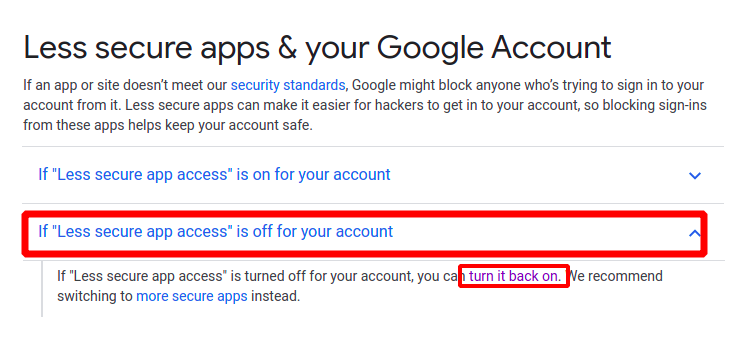 Less secure apps & your Google Account
If an app or site doesn't meet our security standards, Google might block anyone who's trying to sign in to your
account from it. Less secure apps can make it easier for hackers to get in to your account, so blocking sign-ins
from these apps helps keep your account safe.
If "Less secure app access" is on for your account
If "Less secure app access" is off for your account
If "Less secure app access" is turned off for your account, you can turn it back on. We recommend
switching to more secure apps instead.